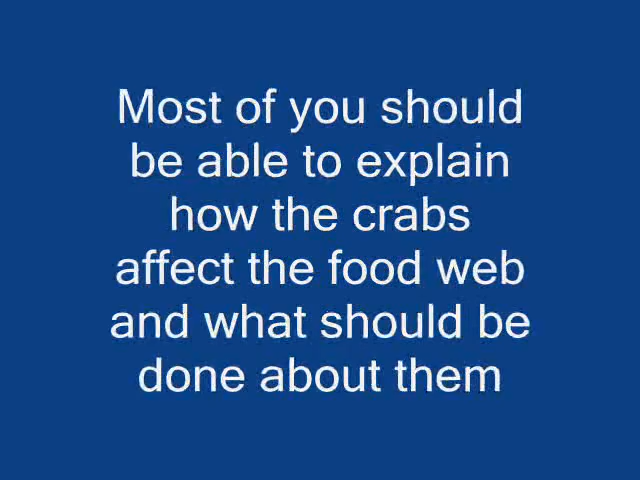 Most of you should
be able to explain
how the crabs
affect the food web
and what should be
done about them